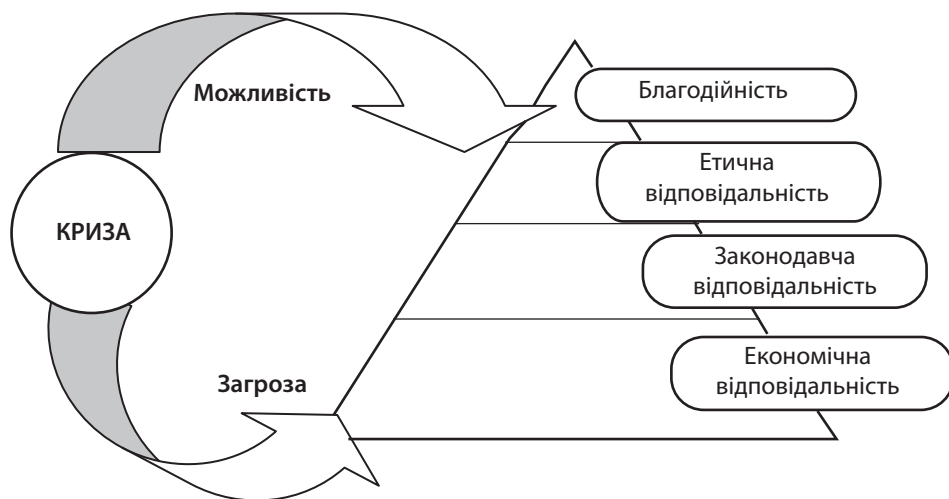 Можливість
КРИЗА
Загроза
Благодійність
Етична
відповідальність
Законодавча
відповідальність
Економічна
відповідальність